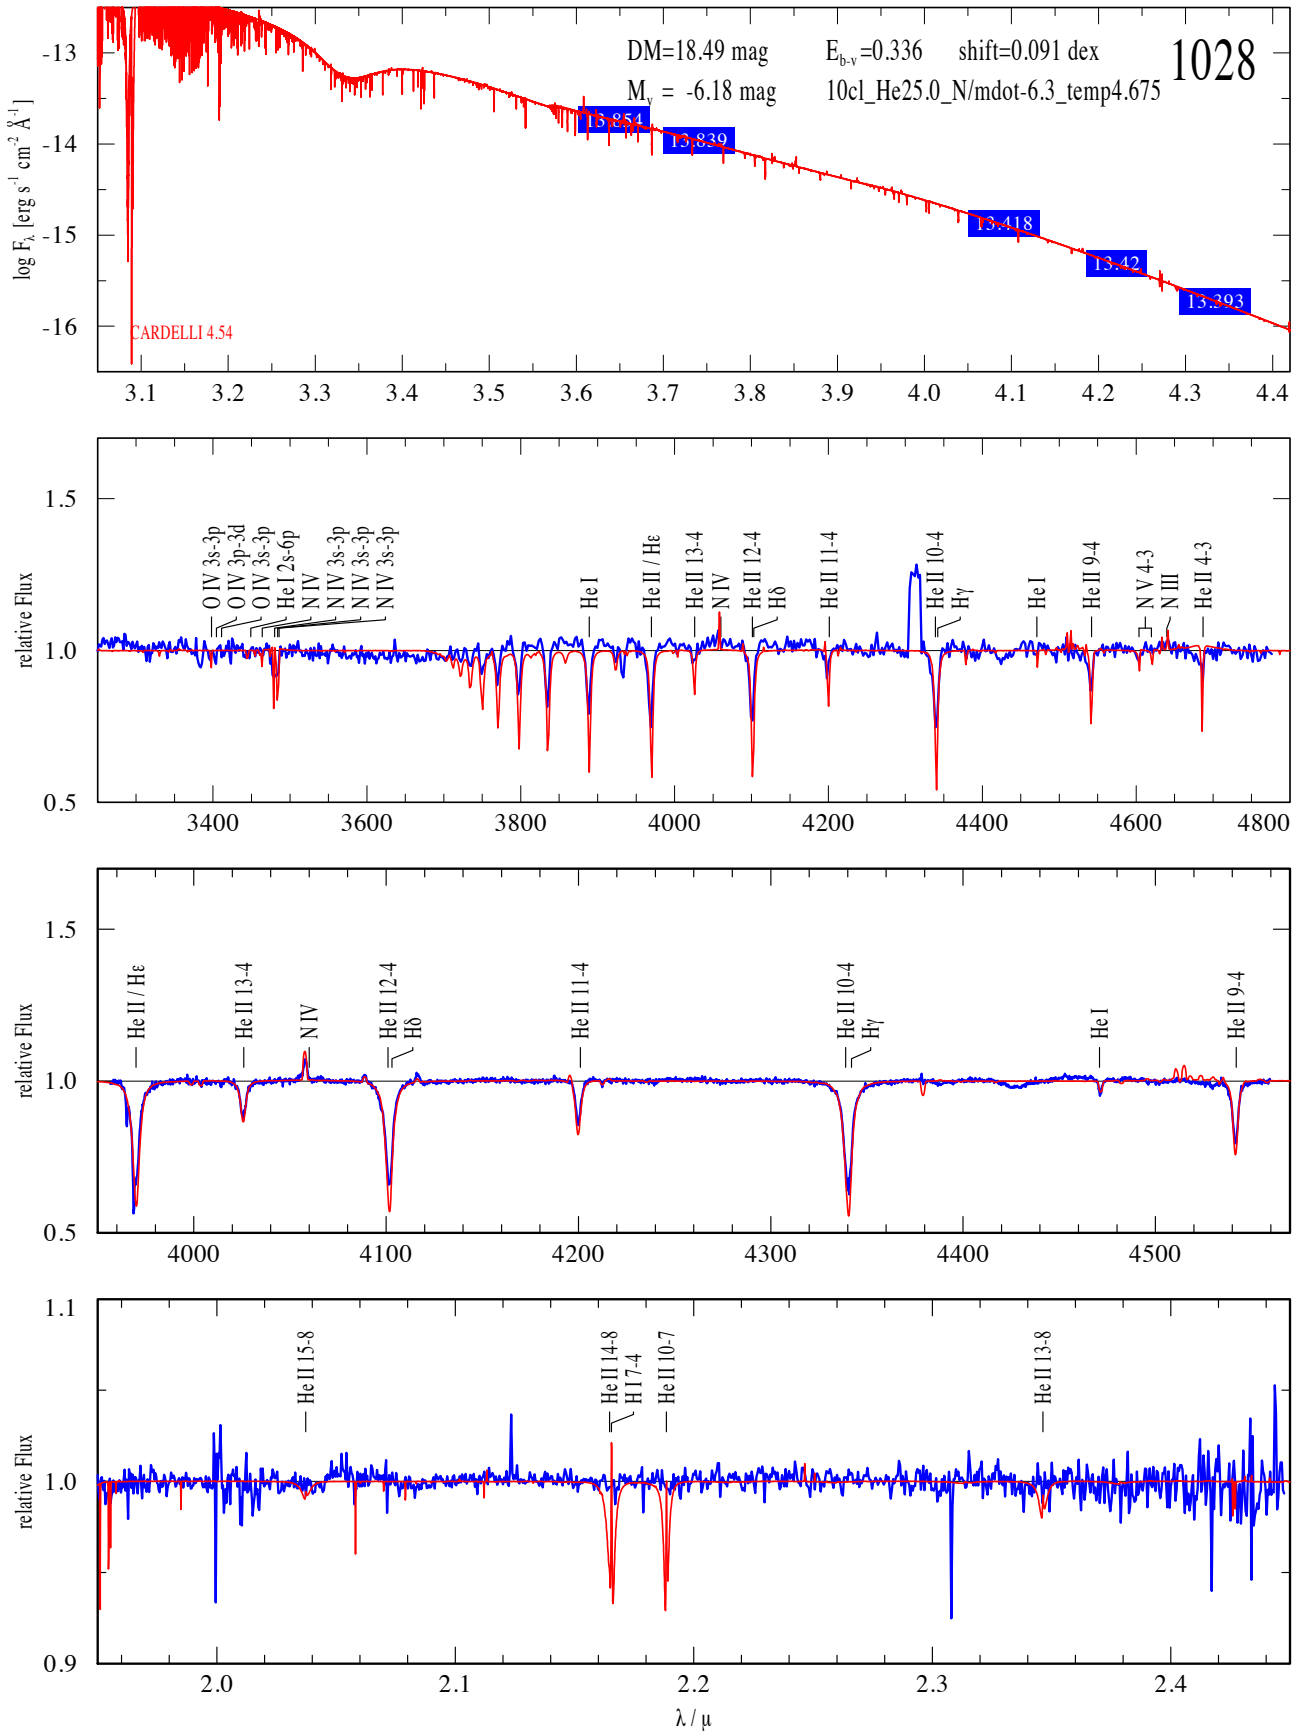 DM=18.49 mag E_b-v=0.336 shift=0.091 dex 1028
M_v = -6.18 mag 10cl_He25.0_N/mdot-6.3_temp4.675
log F_λ [erg s⁻¹ cm⁻² Å⁻¹]
-13
-14
-15
-16
13.854
13.839
13.418
13.42
13.393
CARDELLI 4.54
3.1 3.2 3.3 3.4 3.5 3.6 3.7 3.8 3.9 4.0 4.1 4.2 4.3 4.4
relative Flux
1.5
1.0
0.5
O IV 3s-3p
O IV 3p-3d
O IV 3s-3p
He I 2s-6p
N IV
N IV 3s-3p
N IV 3s-3p
N IV 3s-3p
He I
He II / Hε
He II 13-4
N IV
He II 12-4
Hδ
He II 11-4
He II 10-4
Hγ
He I
He II 9-4
N V 4-3
N III
He II 4-3
3400 3600 3800 4000 4200 4400 4600 4800
relative Flux
1.5
1.0
0.5
He II / Hε
He II 13-4
N IV
He II 12-4
Hδ
He II 11-4
He II 10-4
Hγ
He I
He II 9-4
4000 4100 4200 4300 4400 4500
relative Flux
1.1
1.0
0.9
He II 15-8
He II 14-8
H I 7-4
He II 10-7
He II 13-8
2.0 2.1 2.2 2.3 2.4
λ / μ